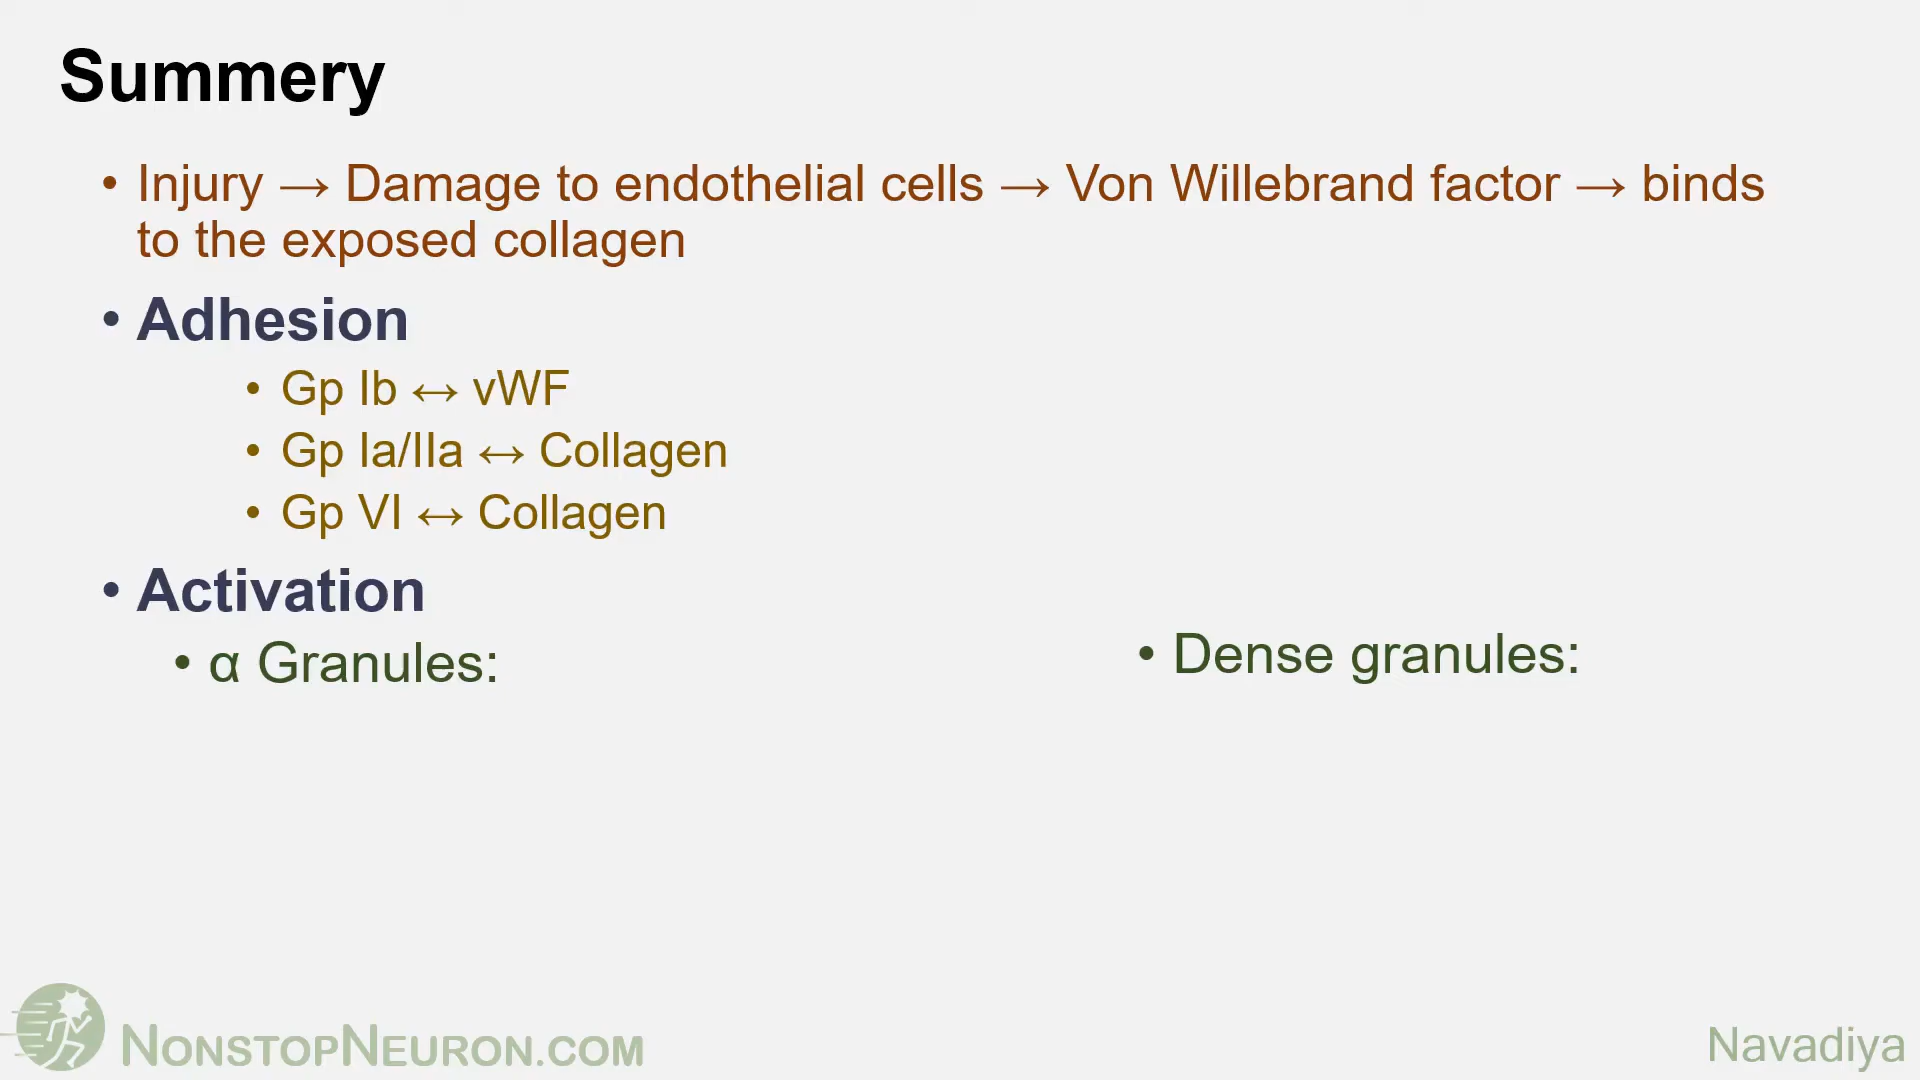 Summery
• Injury → Damage to endothelial cells → Von Willebrand factor → binds
to the exposed collagen
• Adhesion
• Gp Ib ↔ vWF
• Gp Ia/IIa ↔ Collagen
• Gp VI ↔ Collagen
• Activation
• α Granules:
• Dense granules:
NonstopNeuron.com
Navadiya